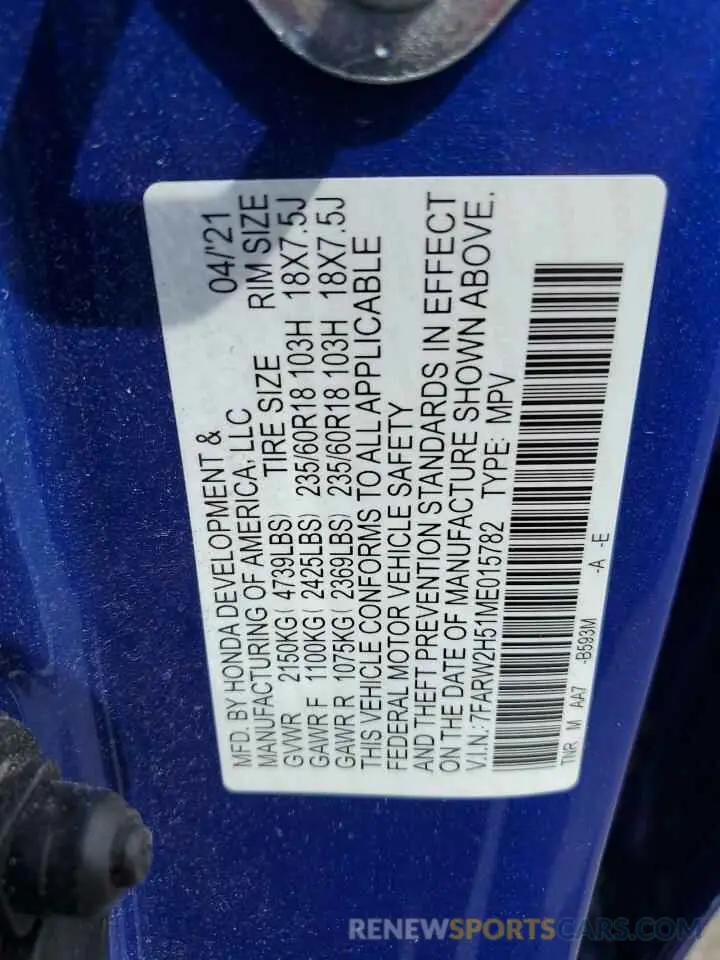 MFD. BY HONDA DEVELOPMENT & 04/'21
MANUFACTURING OF AMERICA, LLC
GVWR 2150KG( 4739LBS) TIRE SIZE RIM SIZE
GAWR F 1100KG( 2425LBS) 235/60R18 103H 18X7.5J
GAWR R 1075KG( 2369LBS) 235/60R18 103H 18X7.5J
THIS VEHICLE CONFORMS TO ALL APPLICABLE
FEDERAL MOTOR VEHICLE SAFETY
AND THEFT PREVENTION STANDARDS IN EFFECT
ON THE DATE OF MANUFACTURE SHOWN ABOVE.
V.I.N.: 7FARW2H51ME015782 TYPE: MPV
TNR M AA7 -B593M -A -E
RENEWSPORTSCARS.COM